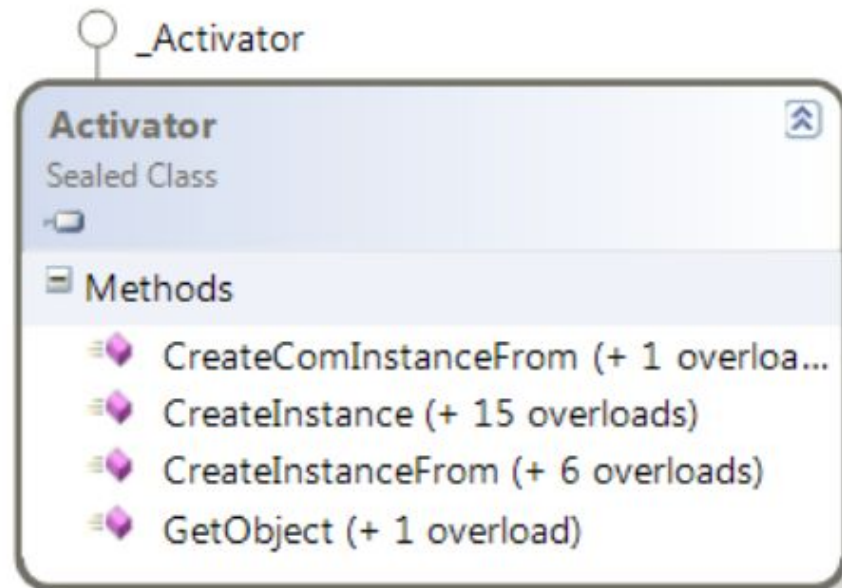 _Activator
Activator
Sealed Class
Methods
CreateComInstanceFrom (+ 1 overloa...
CreateInstance (+ 15 overloads)
CreateInstanceFrom (+ 6 overloads)
GetObject (+ 1 overload)